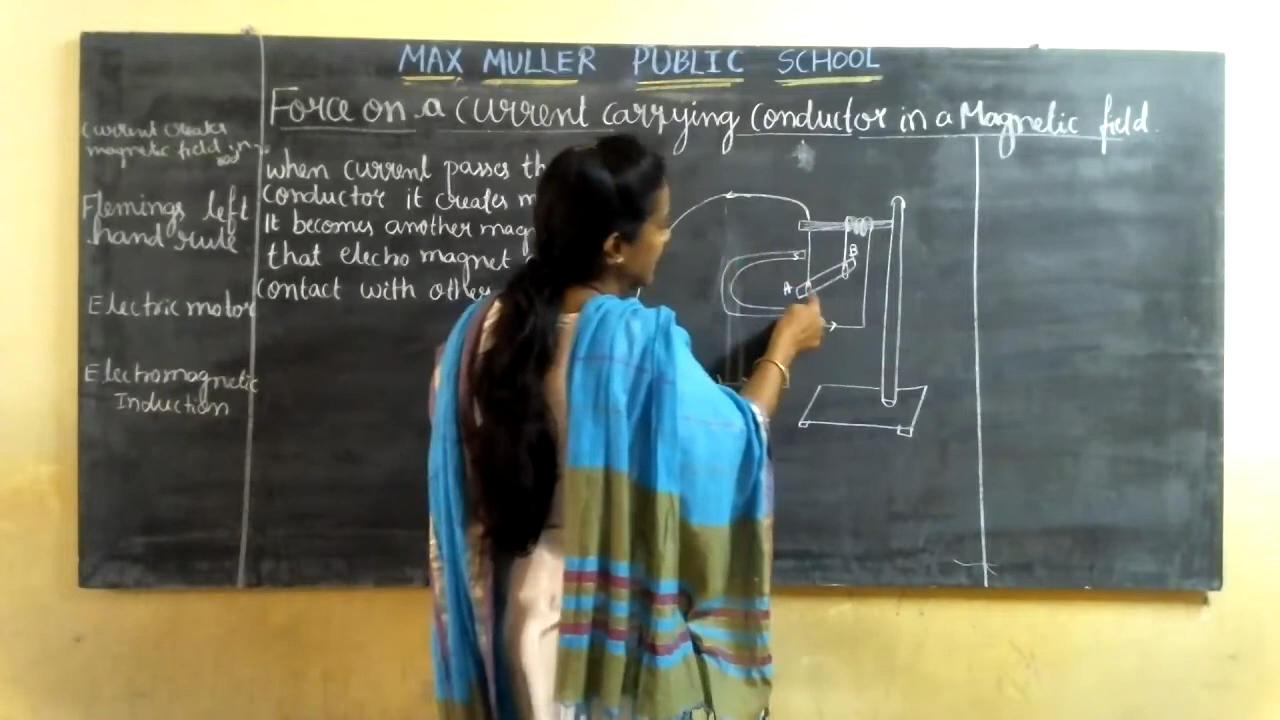 MAX MULLER PUBLIC SCHOOL
Force on a current carrying conductor in a Magnetic field.
current creates
magnetic field in
Flemings left
hand rule
Electric motor
Electromagnetic
Induction
when current passes th
conductor it creates m
It becomes another mag
that electro magnet
contact with other
S
B
A